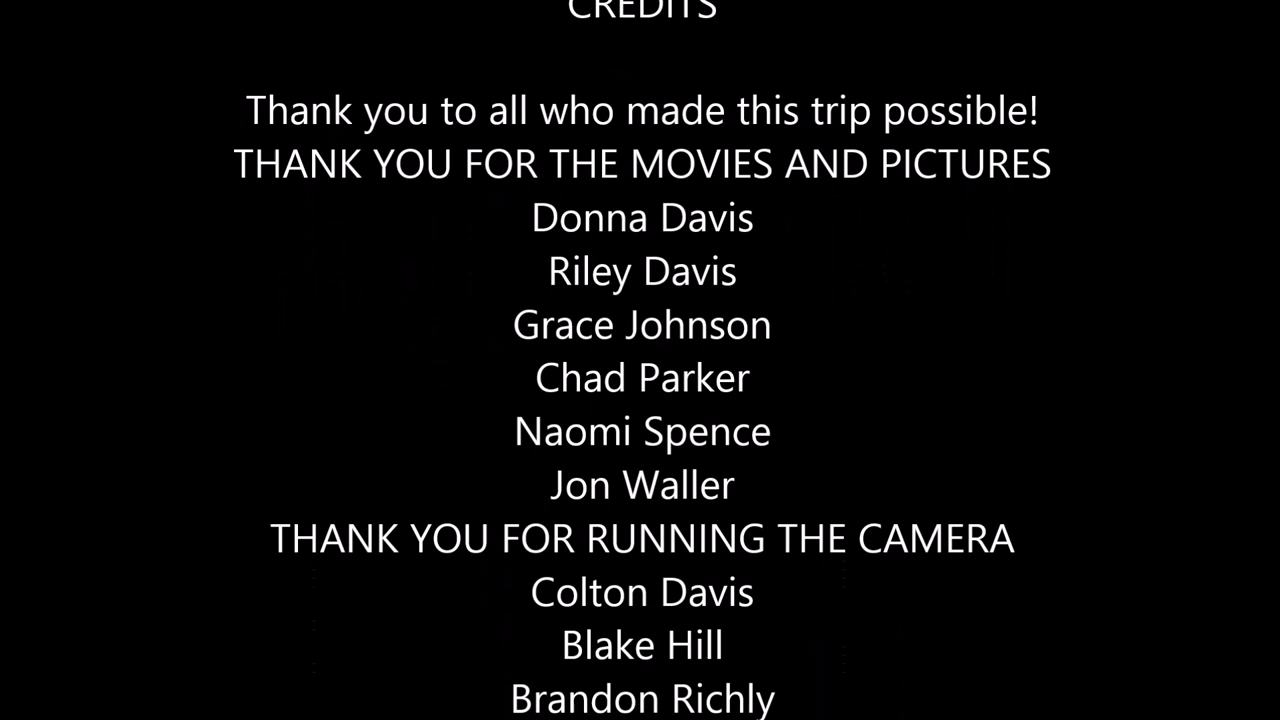 CREDITS
Thank you to all who made this trip possible!
THANK YOU FOR THE MOVIES AND PICTURES
Donna Davis
Riley Davis
Grace Johnson
Chad Parker
Naomi Spence
Jon Waller
THANK YOU FOR RUNNING THE CAMERA
Colton Davis
Blake Hill
Brandon Richly